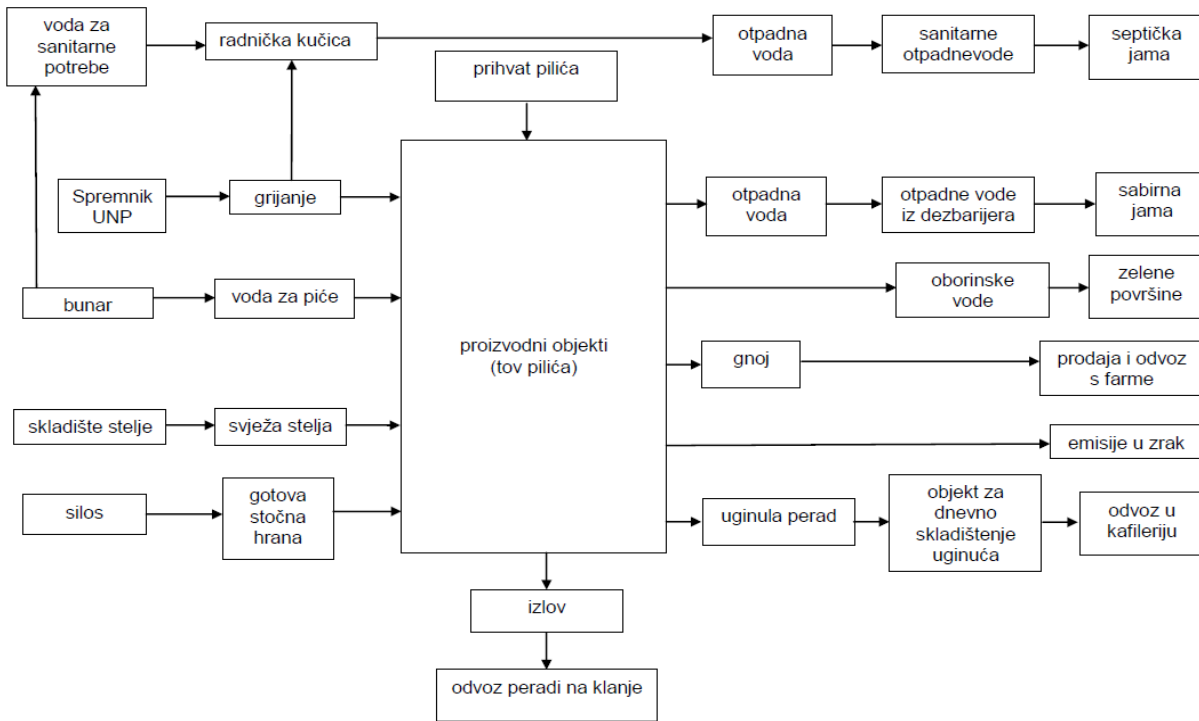 voda za
sanitarne
potrebe
radnička kučica
otpadna
voda
sanitarne
otpadnevode
septička
jama
prihvat pilića
Spremnik
UNP
grijanje
otpadna
voda
otpadne vode
iz dezbarijera
sabirna
jama
bunar
voda za piće
oborinske
vode
zelene
površine
proizvodni objekti
(tov pilića)
gnoj
prodaja i odvoz
s farme
skladište stelje
svježa stelja
emisije u zrak
silos
gotova
stočna
hrana
uginula perad
objekt za
dnevno
skladištenje
uginuća
odvoz u
kafileriju
izlov
odvoz peradi na klanje